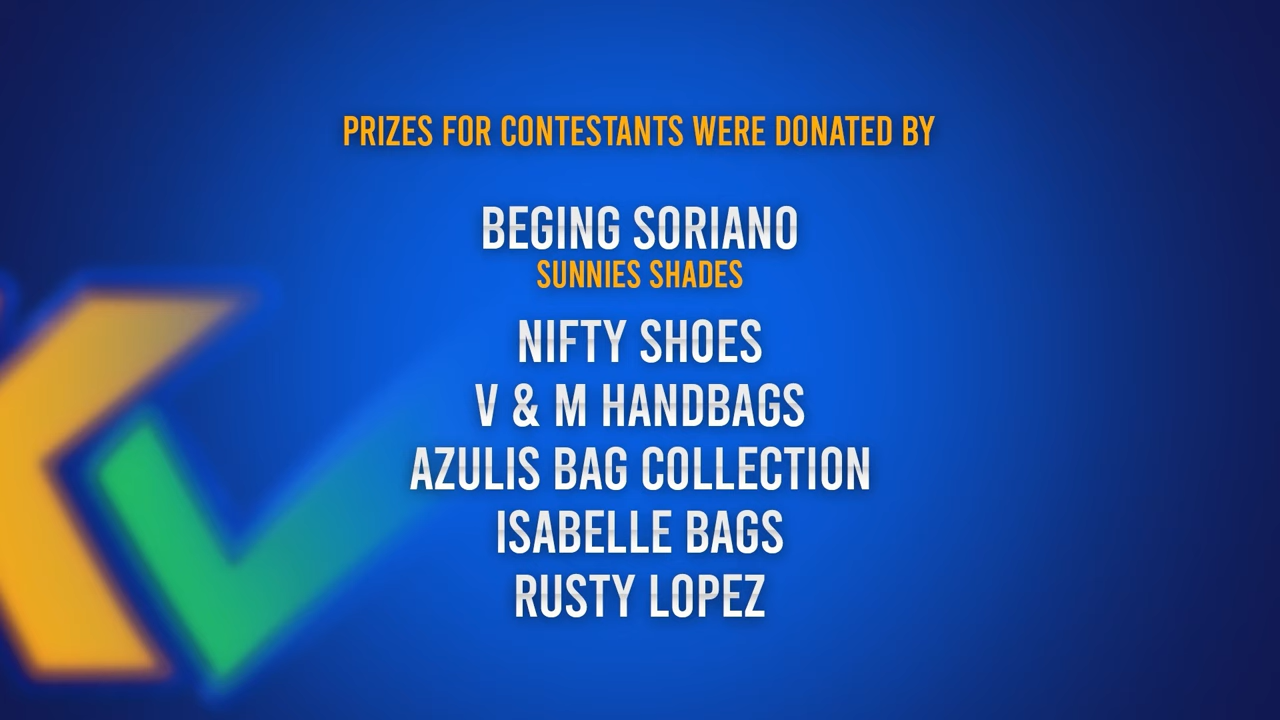 PRIZES FOR CONTESTANTS WERE DONATED BY
BEGING SORIANO
SUNNIES SHADES
NIFTY SHOES
V & M HANDBAGS
AZULIS BAG COLLECTION
ISABELLE BAGS
RUSTY LOPEZ